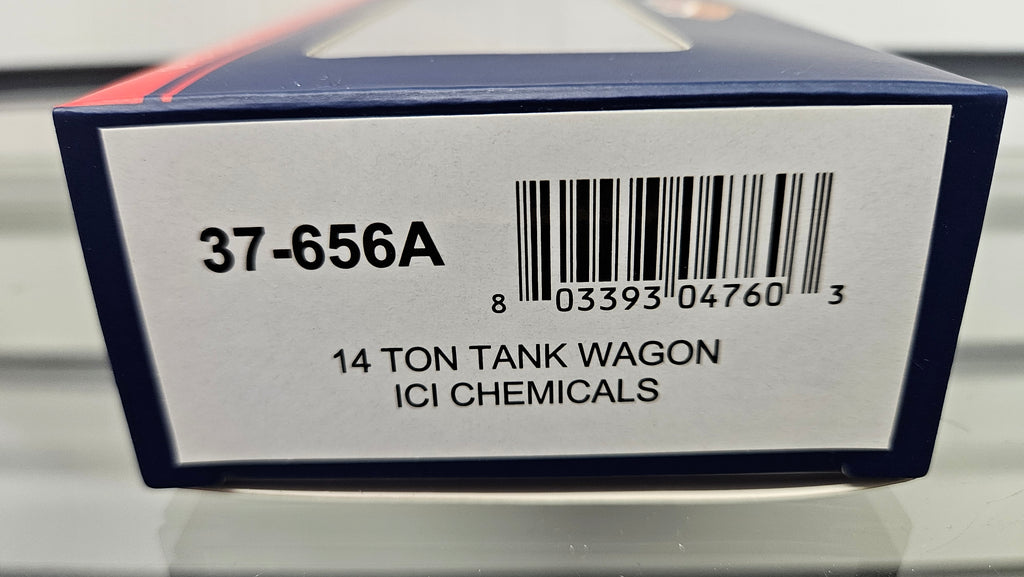 37-656A
8 03393 04760 3
14 TON TANK WAGON
ICI CHEMICALS